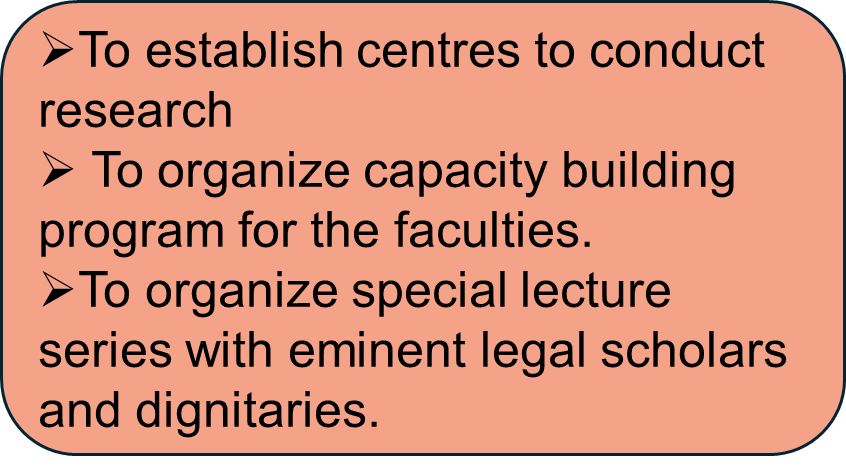 ➢To establish centres to conduct
research
➢ To organize capacity building
program for the faculties.
➢To organize special lecture
series with eminent legal scholars
and dignitaries.